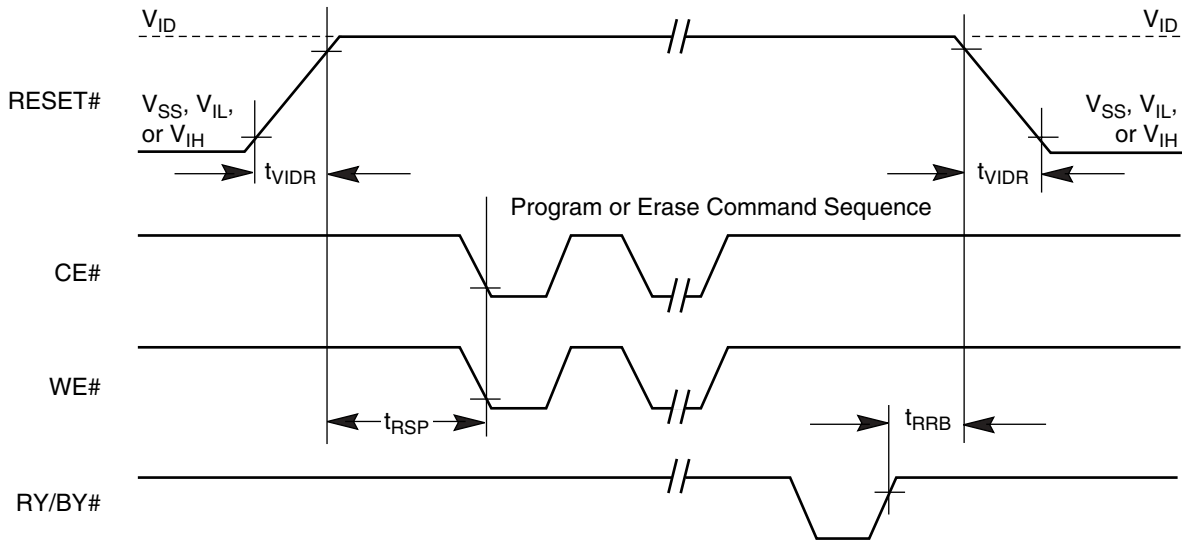 V_ID
V_ID
RESET#
V_SS, V_IL,
or V_IH
V_SS, V_IL,
or V_IH
t_VIDR
t_VIDR
Program or Erase Command Sequence
CE#
WE#
t_RSP
t_RRB
RY/BY#